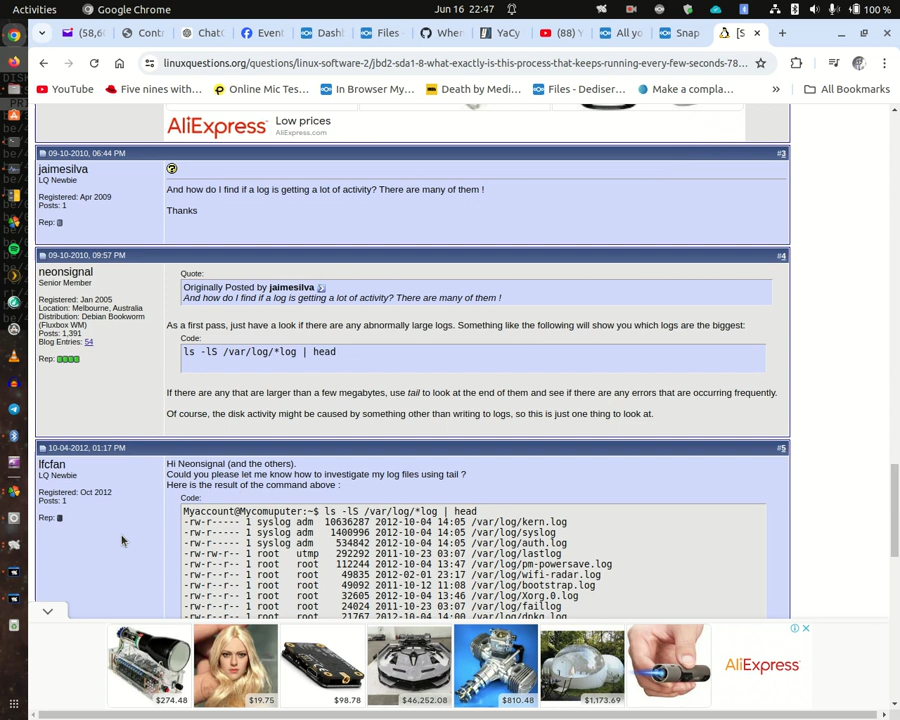 Google Chrome
Jun 16 22:47
100 %
(58,6
Contr
ChatG
Event
Dashl
Files -
Wher
YaCy
(88) Y
All yo
Snap
[S
linuxquestions.org/questions/linux-software-2/jbd2-sda1-8-what-exactly-is-this-process-that-keeps-running-every-few-seconds-78...
YouTube
Five nines with...
Online Mic Tes...
In Browser My...
Death by Medi...
Files - Dediser...
Make a compla...
All Bookmarks
AliExpress
Low prices
AliExpress.com
09-10-2010, 06:44 PM
#3
jaimesilva
LQ Newbie
Registered: Apr 2009
Posts: 1
Rep:
And how do I find if a log is getting a lot of activity? There are many of them !
Thanks
09-10-2010, 09:57 PM
#4
neonsignal
Senior Member
Registered: Jan 2005
Location: Melbourne, Australia
Distribution: Debian Bookworm
(Fluxbox WM)
Posts: 1,391
Blog Entries: 54
Rep:
Quote:
Originally Posted by jaimesilva
And how do I find if a log is getting a lot of activity? There are many of them !
As a first pass, just have a look if there are any abnormally large logs. Something like the following will show you which logs are the biggest:
Code:
ls -lS /var/log/*log | head
If there are any that are larger than a few megabytes, use tail to look at the end of them and see if there are any errors that are occurring frequently.
Of course, the disk activity might be caused by something other than writing to logs, so this is just one thing to look at.
10-04-2012, 01:17 PM
#5
lfcfan
LQ Newbie
Registered: Oct 2012
Posts: 1
Rep:
Hi Neonsignal (and the others).
Could you please let me know how to investigate my log files using tail ?
Here is the result of the command above :
Code:
Myaccount@Mycomuputer:~$ ls -lS /var/log/*log | head
-rw-r----- 1 syslog adm  10636287 2012-10-04 14:05 /var/log/kern.log
-rw-r----- 1 syslog adm   1400996 2012-10-04 14:05 /var/log/syslog
-rw-r----- 1 syslog adm    534842 2012-10-04 14:05 /var/log/auth.log
-rw-rw-r-- 1 root   utmp   292292 2011-10-23 03:07 /var/log/lastlog
-rw-r--r-- 1 root   root   112244 2012-10-04 13:47 /var/log/pm-powersave.log
-rw-r--r-- 1 root   root    49835 2012-02-01 23:17 /var/log/wifi-radar.log
-rw-r--r-- 1 root   root    49092 2011-10-12 11:08 /var/log/bootstrap.log
-rw-r--r-- 1 root   root    32605 2012-10-04 13:46 /var/log/Xorg.0.log
-rw-r--r-- 1 root   root    24024 2011-10-23 03:07 /var/log/faillog
-rw-r--r-- 1 root   root    21767 2012-10-04 14:00 /var/log/dpkg.log
$274.48
$19.75
$98.78
$46,252.08
$810.48
$1,173.69
AliExpress